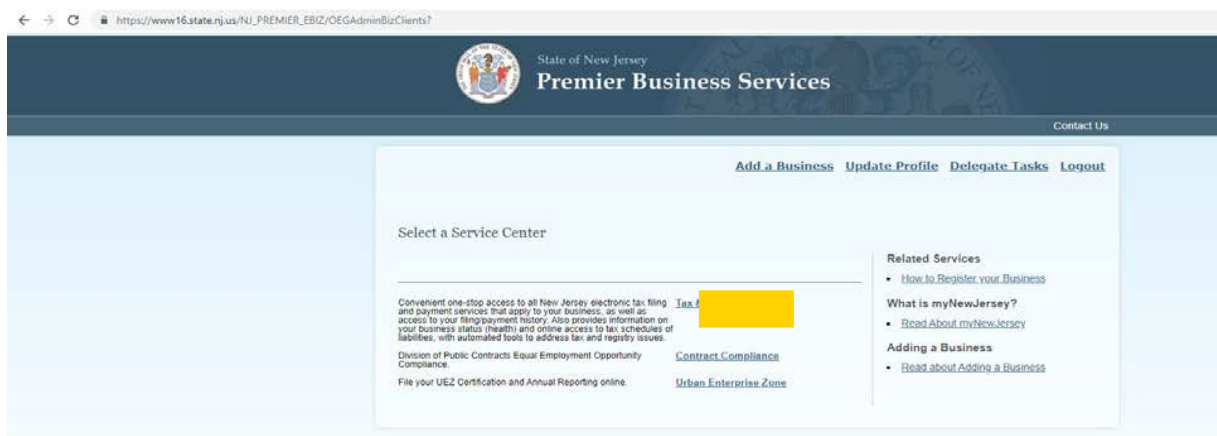 https://www16.state.nj.us/NJ_PREMIER_EBIZ/OEGAdminBizClients?
State of New Jersey
Premier Business Services
Contact Us
Add a Business Update Profile Delegate Tasks Logout
Select a Service Center
Convenient one-stop access to all New Jersey electronic tax filing
and payment services that apply to your business, as well as
access to your filing/payment history. Also provides information on
your business status (health) and online access to tax schedules of
liabilities, with automated tools to address tax and registry issues.
Tax &
Division of Public Contracts Equal Employment Opportunity
Compliance.
Contract Compliance
File your UEZ Certification and Annual Reporting online.
Urban Enterprise Zone
Related Services
How to Register your Business
What is myNewJersey?
Read About myNewJersey
Adding a Business
Read about Adding a Business